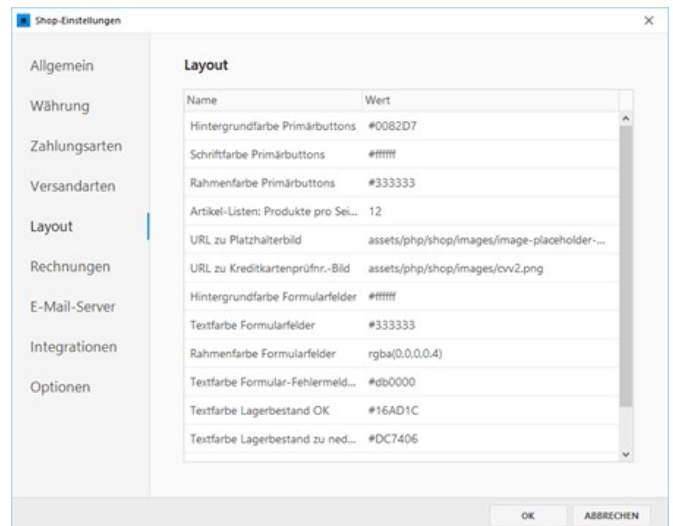 Shop-Einstellungen
Allgemein
Währung
Zahlungsarten
Versandarten
Layout
Rechnungen
E-Mail-Server
Integrationen
Optionen
Layout
Name Wert
Hintergrundfarbe Primärbuttons #0082D7
Schriftfarbe Primärbuttons #ffffff
Rahmenfarbe Primärbuttons #333333
Artikel-Listen: Produkte pro Sei... 12
URL zu Platzhalterbild assets/php/shop/images/image-placeholder-...
URL zu Kreditkartenprüfnr.-Bild assets/php/shop/images/cvv2.png
Hintergrundfarbe Formularfelder #ffffff
Textfarbe Formularfelder #333333
Rahmenfarbe Formularfelder rgba(0,0,0,0.4)
Textfarbe Formular-Fehlermeld... #db0000
Textfarbe Lagerbestand OK #16AD1C
Textfarbe Lagerbestand zu ned... #DC7406
OK ABBRECHEN